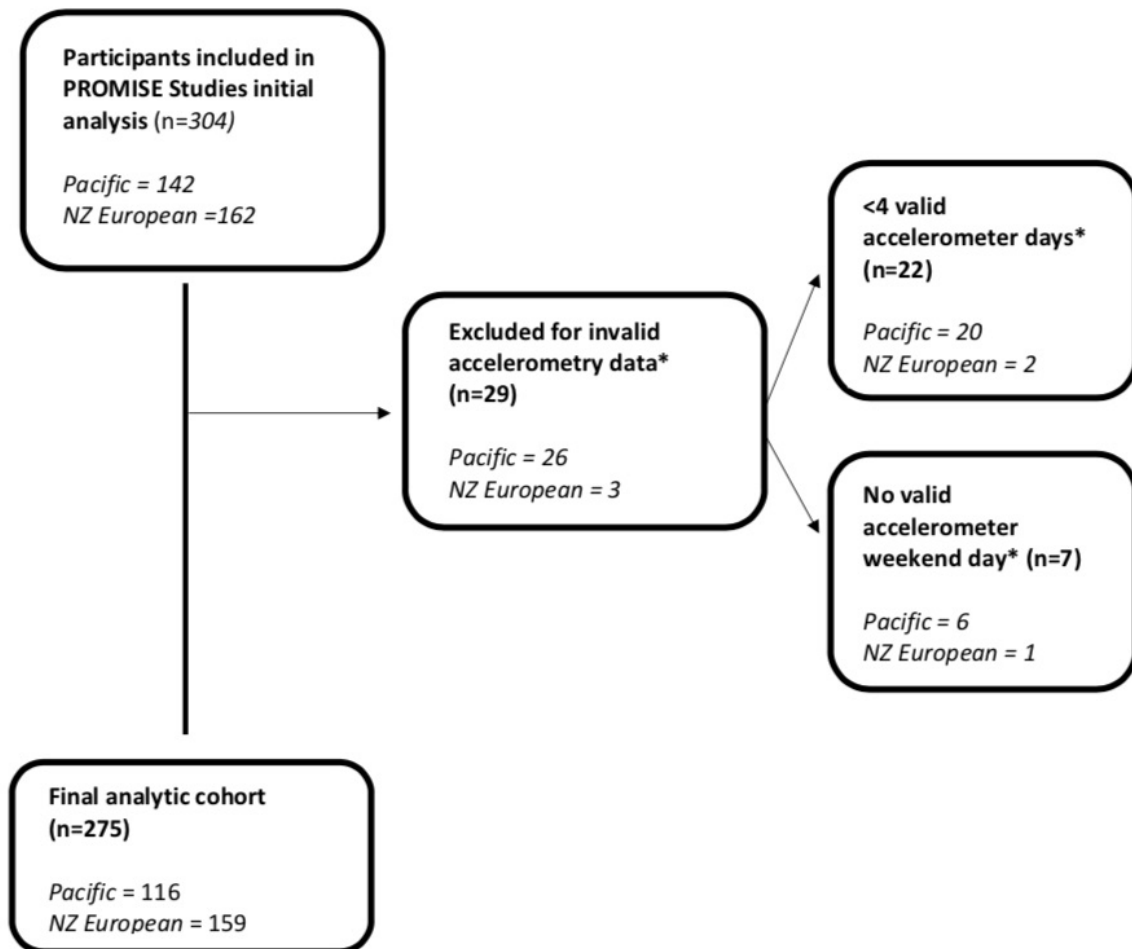 Participants included in
PROMISE Studies initial
analysis (n=304)
Pacific = 142
NZ European =162
<4 valid
accelerometer days*
(n=22)
Pacific = 20
NZ European = 2
Excluded for invalid
accelerometry data*
(n=29)
Pacific = 26
NZ European = 3
No valid
accelerometer
weekend day* (n=7)
Pacific = 6
NZ European = 1
Final analytic cohort
(n=275)
Pacific = 116
NZ European = 159